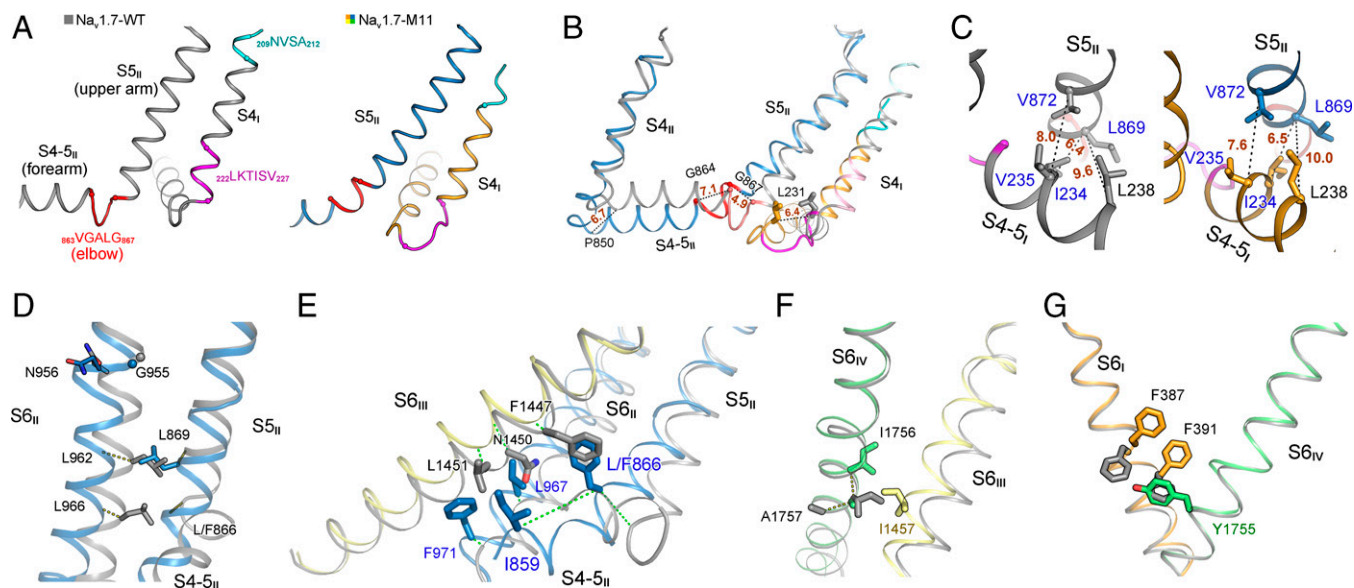 A
Nav1.7-WT
Nav1.7-M11
209NVSA212
S5II
(upper arm)
S4I
S4-5II
(forearm)
222LKTISV227
863VGALG867
(elbow)
S5II
S4I
B
S4II
S5II
G864
G867
L231
S4I
7.1
4.9
6.7
6.4
P850
S4-5II
C
S5II
V872
L869
8.0
6.4
9.6
V235
I234
L238
S4-5I
S5II
V872
L869
7.6
6.5
10.0
V235
I234
L238
S4-5I
D
N956
G955
S6II
S5II
L869
L962
L966
L/F866
S4-5II
E
S6III
F1447
S6II
S5II
N1450
L1451
L/F866
L967
F971
I859
S4-5II
F
S6IV
I1756
S6III
A1757
I1457
G
S6I
F387
F391
S6IV
Y1755